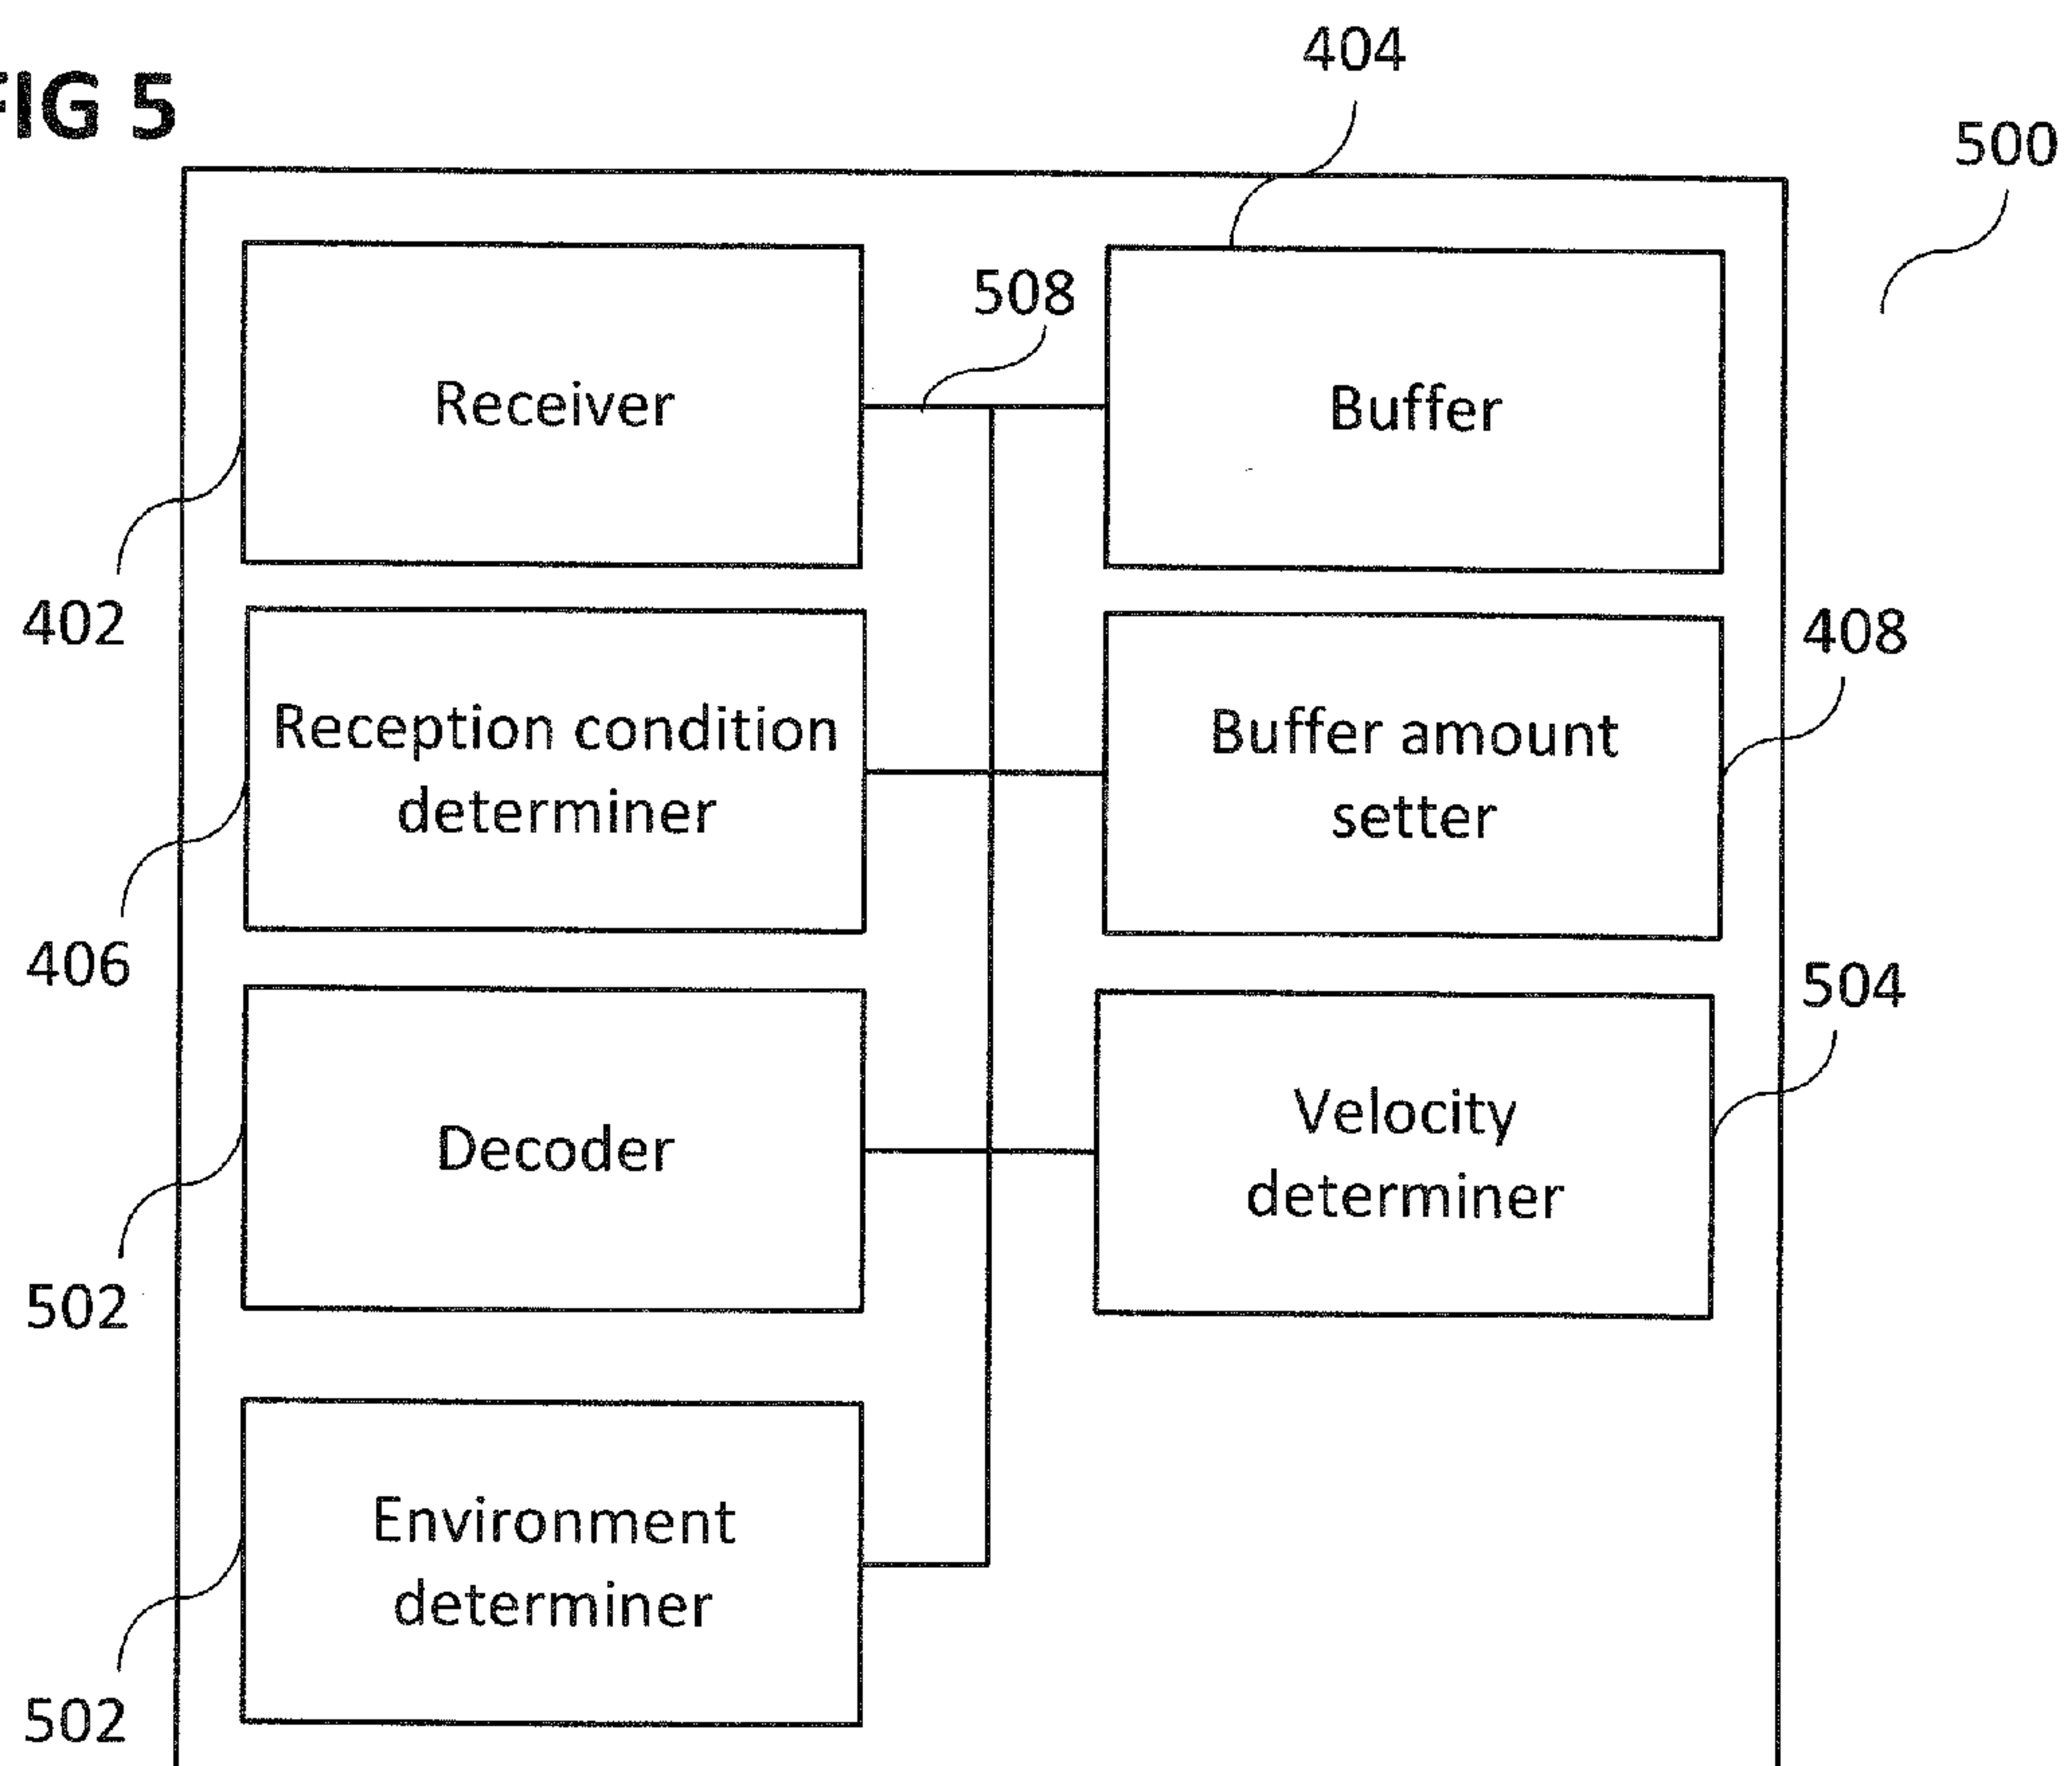 FIG 5
404
500
508
Receiver
Buffer
402
408
Reception condition
determiner
Buffer amount
setter
406
504
Decoder
Velocity
determiner
502
Environment
determiner
502